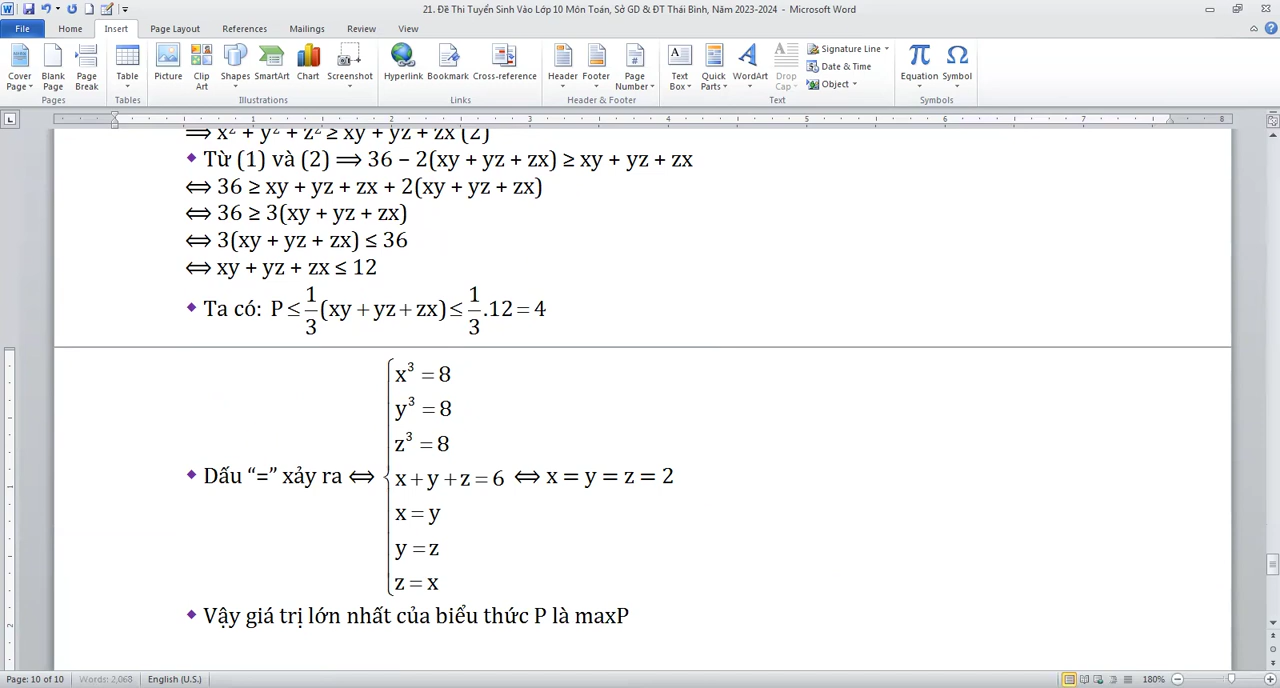 21. Đề Thi Tuyển Sinh Vào Lớp 10 Môn Toán, Sở GD & ĐT Thái Bình, Năm 2023-2024 - Microsoft Word
File Home Insert Page Layout References Mailings Review View
Cover Page Blank Page Page Break Table Picture Clip Art Shapes SmartArt Chart Screenshot Hyperlink Bookmark Cross-reference Header Footer Page Number Text Box Quick Parts WordArt Drop Cap Signature Line Date & Time Object Equation Symbol
Pages Tables Illustrations Links Header & Footer Text Symbols
1 2 3 4 5 6 7 8
⟹ x² + y² + z² ≥ xy + yz + zx (2)
Từ (1) và (2) ⟹ 36 – 2(xy + yz + zx) ≥ xy + yz + zx
⟺ 36 ≥ xy + yz + zx + 2(xy + yz + zx)
⟺ 36 ≥ 3(xy + yz + zx)
⟺ 3(xy + yz + zx) ≤ 36
⟺ xy + yz + zx ≤ 12
Ta có: P ≤ 1/3 (xy + yz + zx) ≤ 1/3 .12 = 4
x³ = 8
y³ = 8
z³ = 8
Dấu “=” xảy ra ⟺ x + y + z = 6 ⟺ x = y = z = 2
x = y
y = z
z = x
Vậy giá trị lớn nhất của biểu thức P là maxP
Page: 10 of 10 Words: 2,068 English (U.S.) 180%